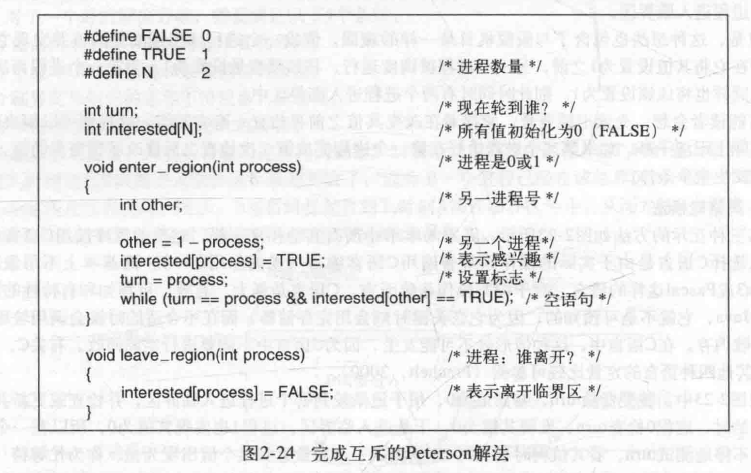 #define FALSE 0
#define TRUE 1
#define N 2 /* 进程数量 */
int turn; /* 现在轮到谁? */
int interested[N]; /* 所有值初始化为0 (FALSE) */
void enter_region(int process) /* 进程是0或1 */
{
int other; /* 另一进程号 */
other = 1 – process; /* 另一个进程*/
interested[process] = TRUE; /* 表示感兴趣 */
turn = process; /* 设置标志*/
while (turn == process && interested[other] == TRUE); /* 空语句 */
}
void leave_region(int process) /* 进程: 谁离开? */
{
interested[process] = FALSE; /* 表示离开临界区 */
}
图2-24 完成互斥的Peterson解法